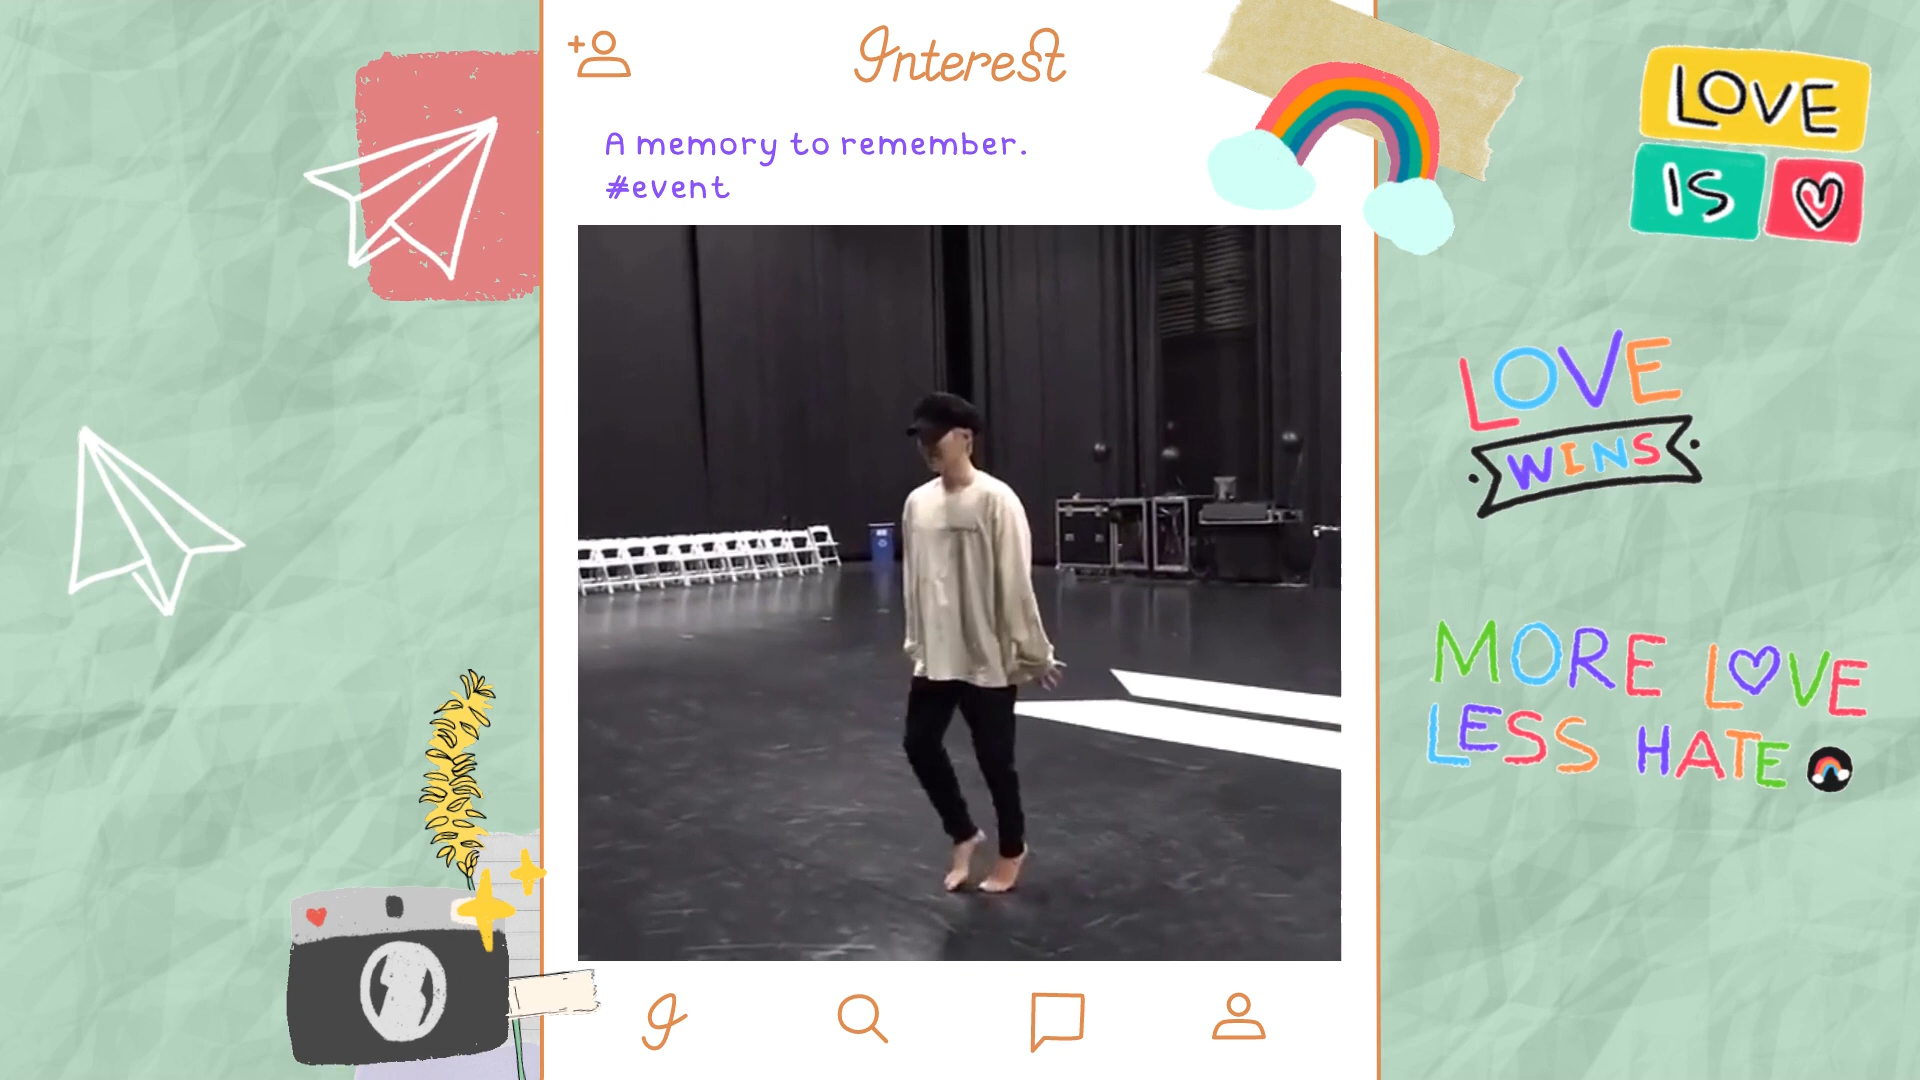 Interest
A memory to remember.
#event
LOVE
IS
LOVE
WINS
MORE LOVE
LESS HATE